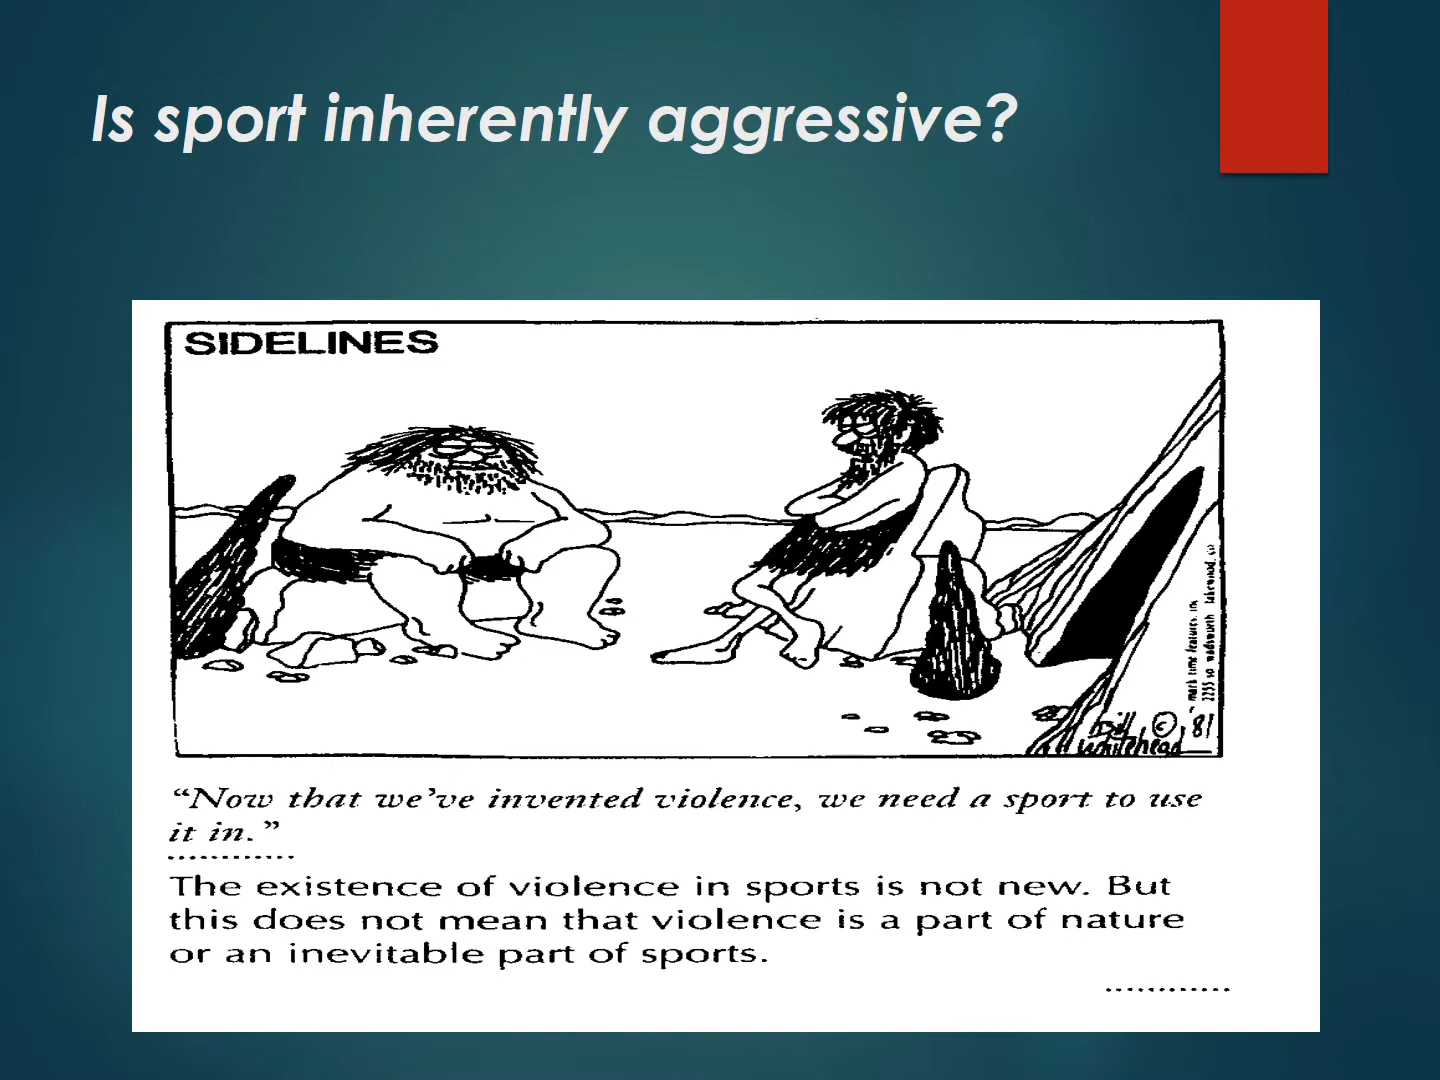 Is sport inherently aggressive?
SIDELINES
Bill © '81
Whitehead
“Now that we’ve invented violence, we need a sport to use
it in.”
The existence of violence in sports is not new. But
this does not mean that violence is a part of nature
or an inevitable part of sports.